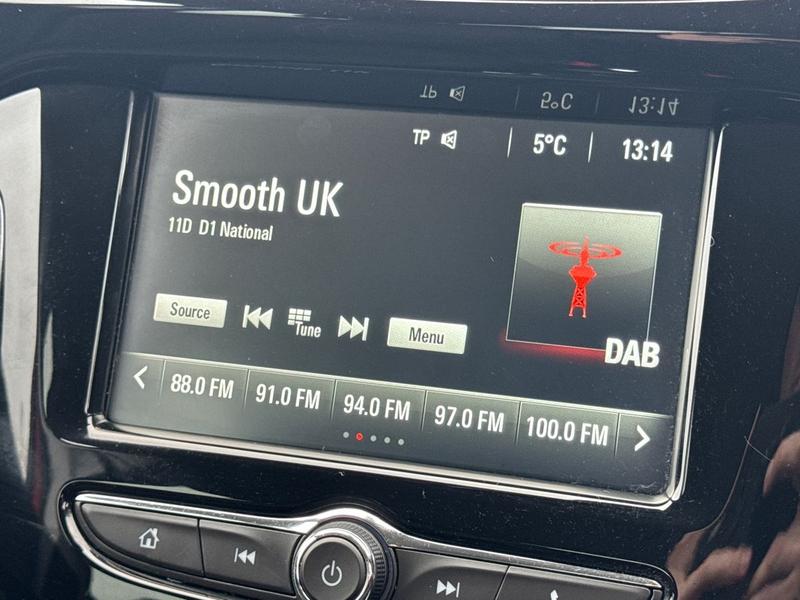 TP 5°C 13:14
Smooth UK
11D D1 National
Source Tune Menu
DAB
88.0 FM 91.0 FM 94.0 FM 97.0 FM 100.0 FM